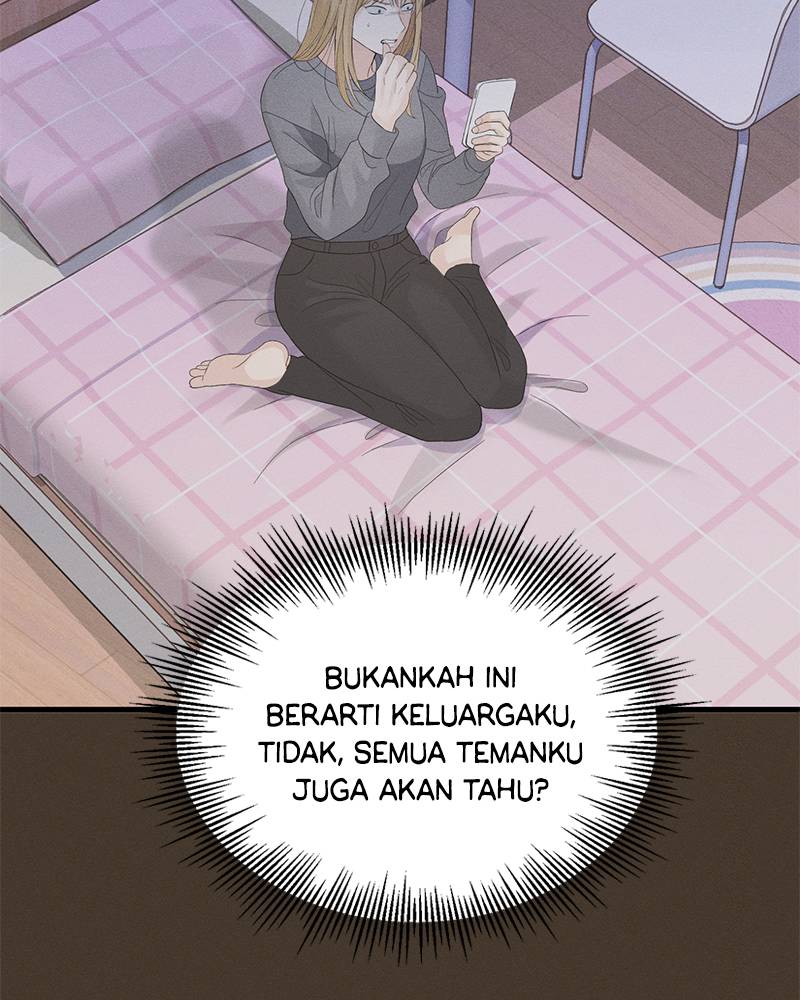 BUKANKAH INI
BERARTI KELUARGAKU,
TIDAK, SEMUA TEMANKU
JUGA AKAN TAHU?